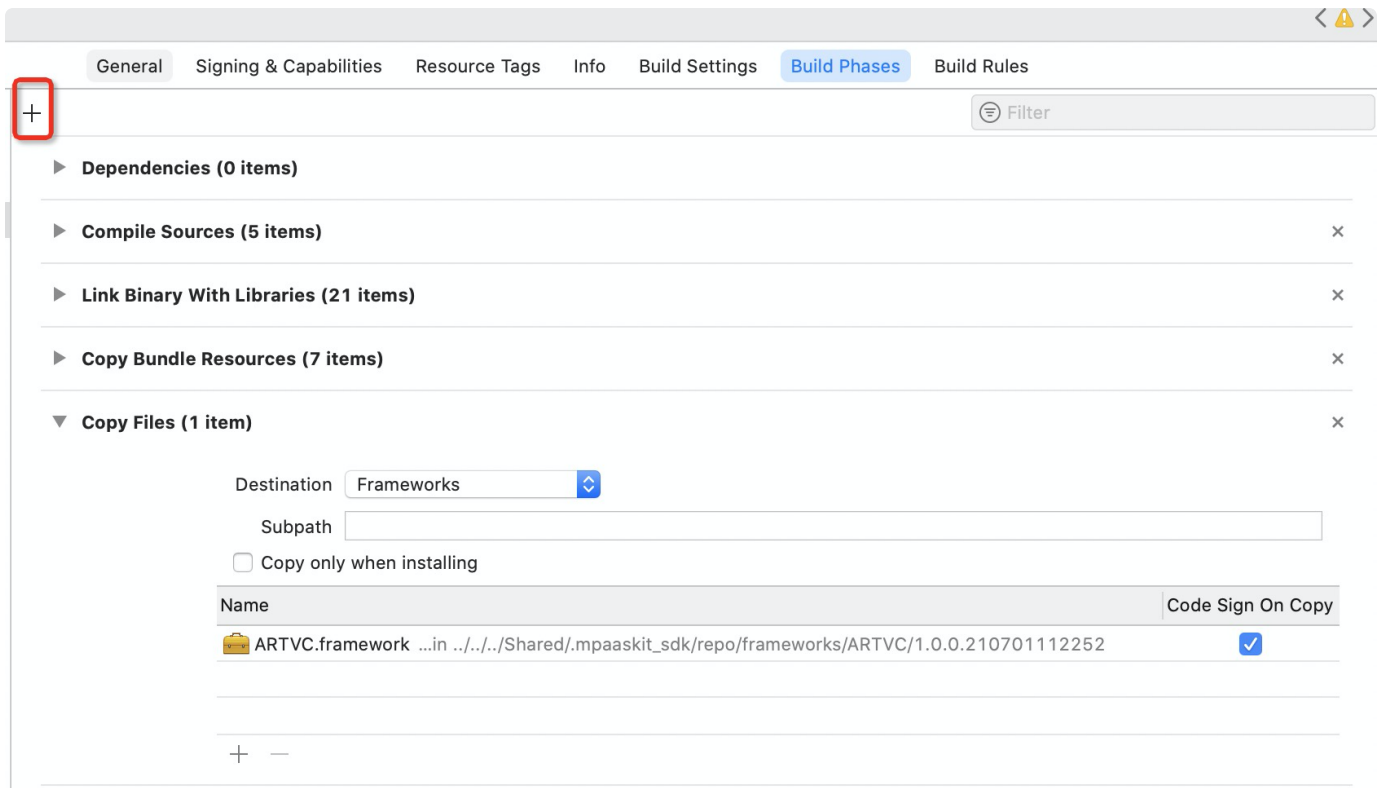 General Signing & Capabilities Resource Tags Info Build Settings Build Phases Build Rules
Filter
Dependencies (0 items)
Compile Sources (5 items)
Link Binary With Libraries (21 items)
Copy Bundle Resources (7 items)
Copy Files (1 item)
Destination Frameworks
Subpath
Copy only when installing
Name Code Sign On Copy
ARTVC.framework ...in ../../../Shared/.mpaaskit_sdk/repo/frameworks/ARTVC/1.0.0.210701112252